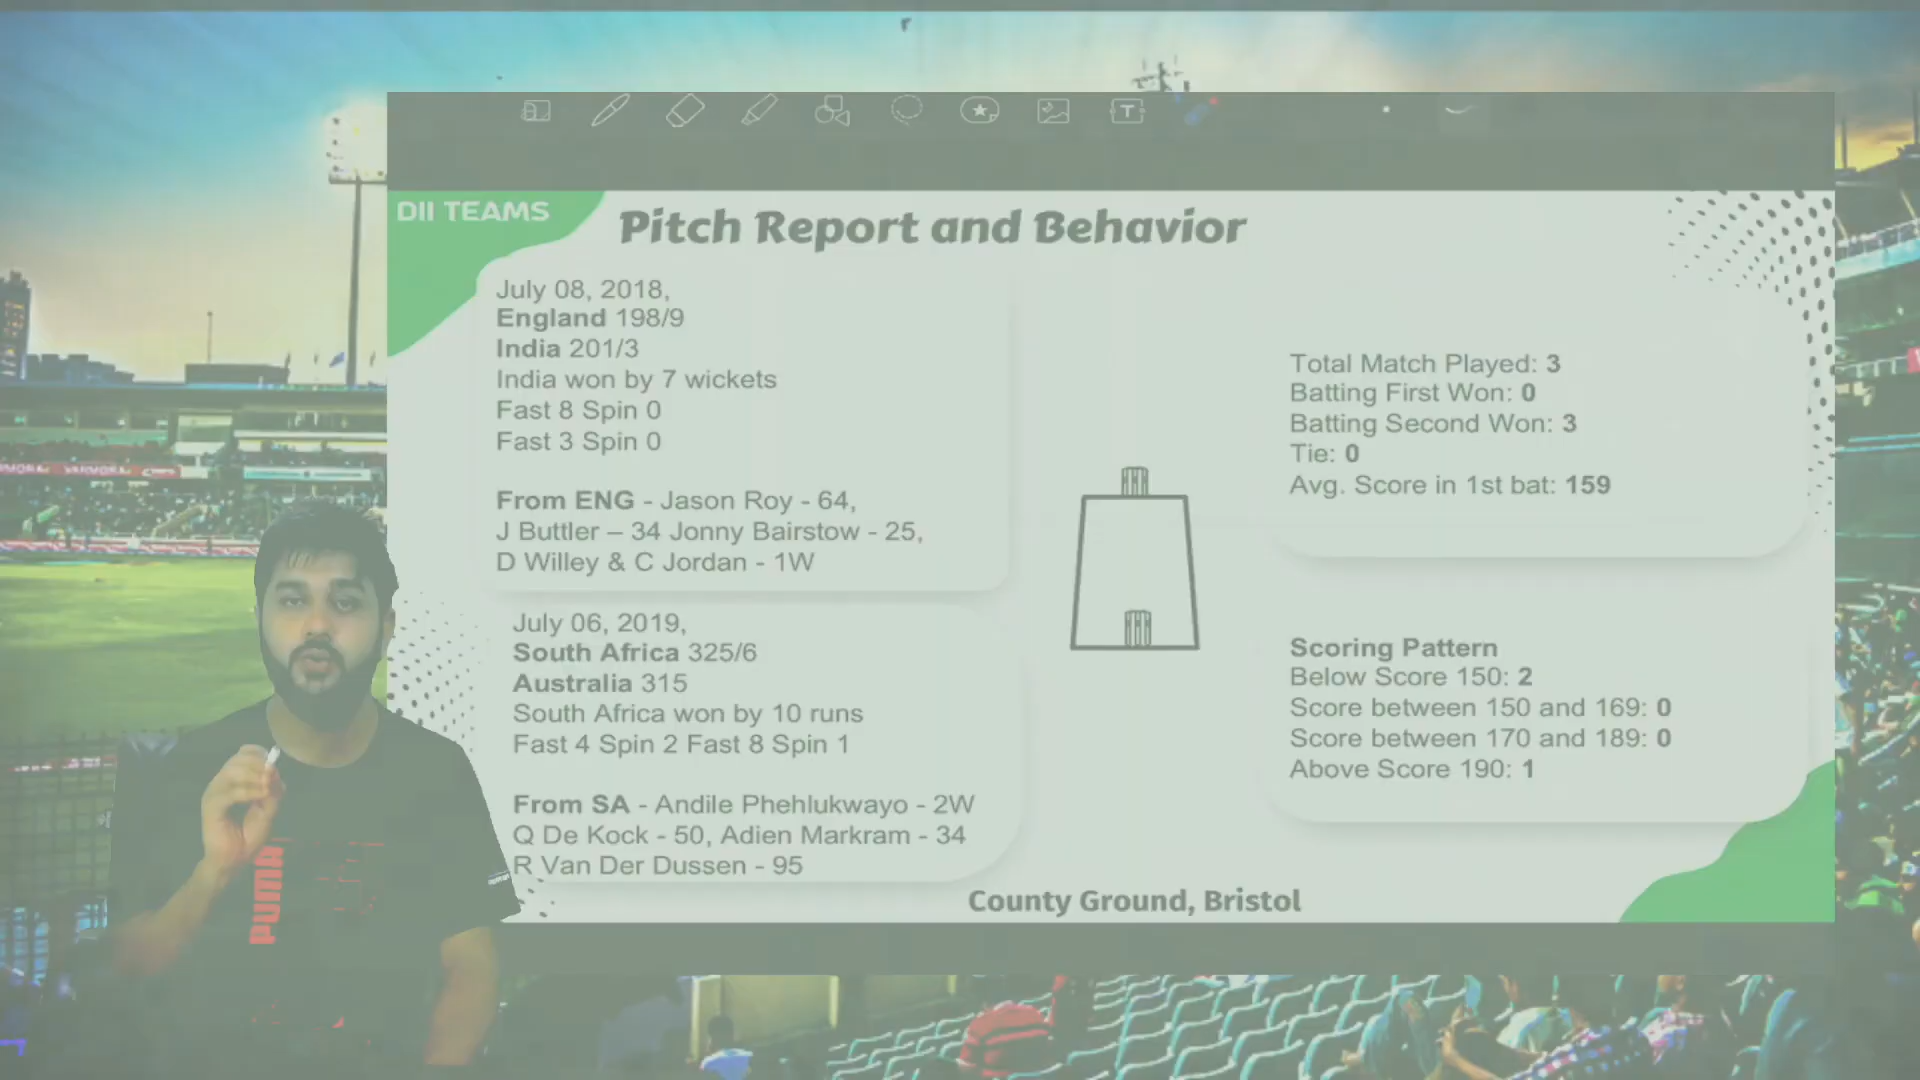 DII TEAMS
Pitch Report and Behavior
July 08, 2018,
England 198/9
India 201/3
India won by 7 wickets
Fast 8 Spin 0
Fast 3 Spin 0
From ENG - Jason Roy - 64,
J Buttler – 34 Jonny Bairstow - 25,
D Willey & C Jordan - 1W
July 06, 2019,
South Africa 325/6
Australia 315
South Africa won by 10 runs
Fast 4 Spin 2 Fast 8 Spin 1
From SA - Andile Phehlukwayo - 2W
Q De Kock - 50, Adien Markram - 34
R Van Der Dussen - 95
Total Match Played: 3
Batting First Won: 0
Batting Second Won: 3
Tie: 0
Avg. Score in 1st bat: 159
Scoring Pattern
Below Score 150: 2
Score between 150 and 169: 0
Score between 170 and 189: 0
Above Score 190: 1
County Ground, Bristol
PUMA